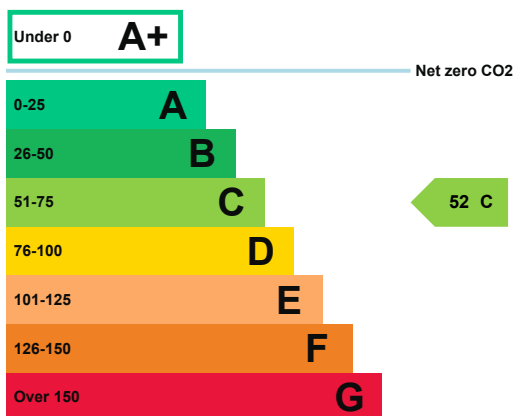 Under 0 A+
Net zero CO2
0-25 A
26-50 B
51-75 C
52 C
76-100 D
101-125 E
126-150 F
Over 150 G